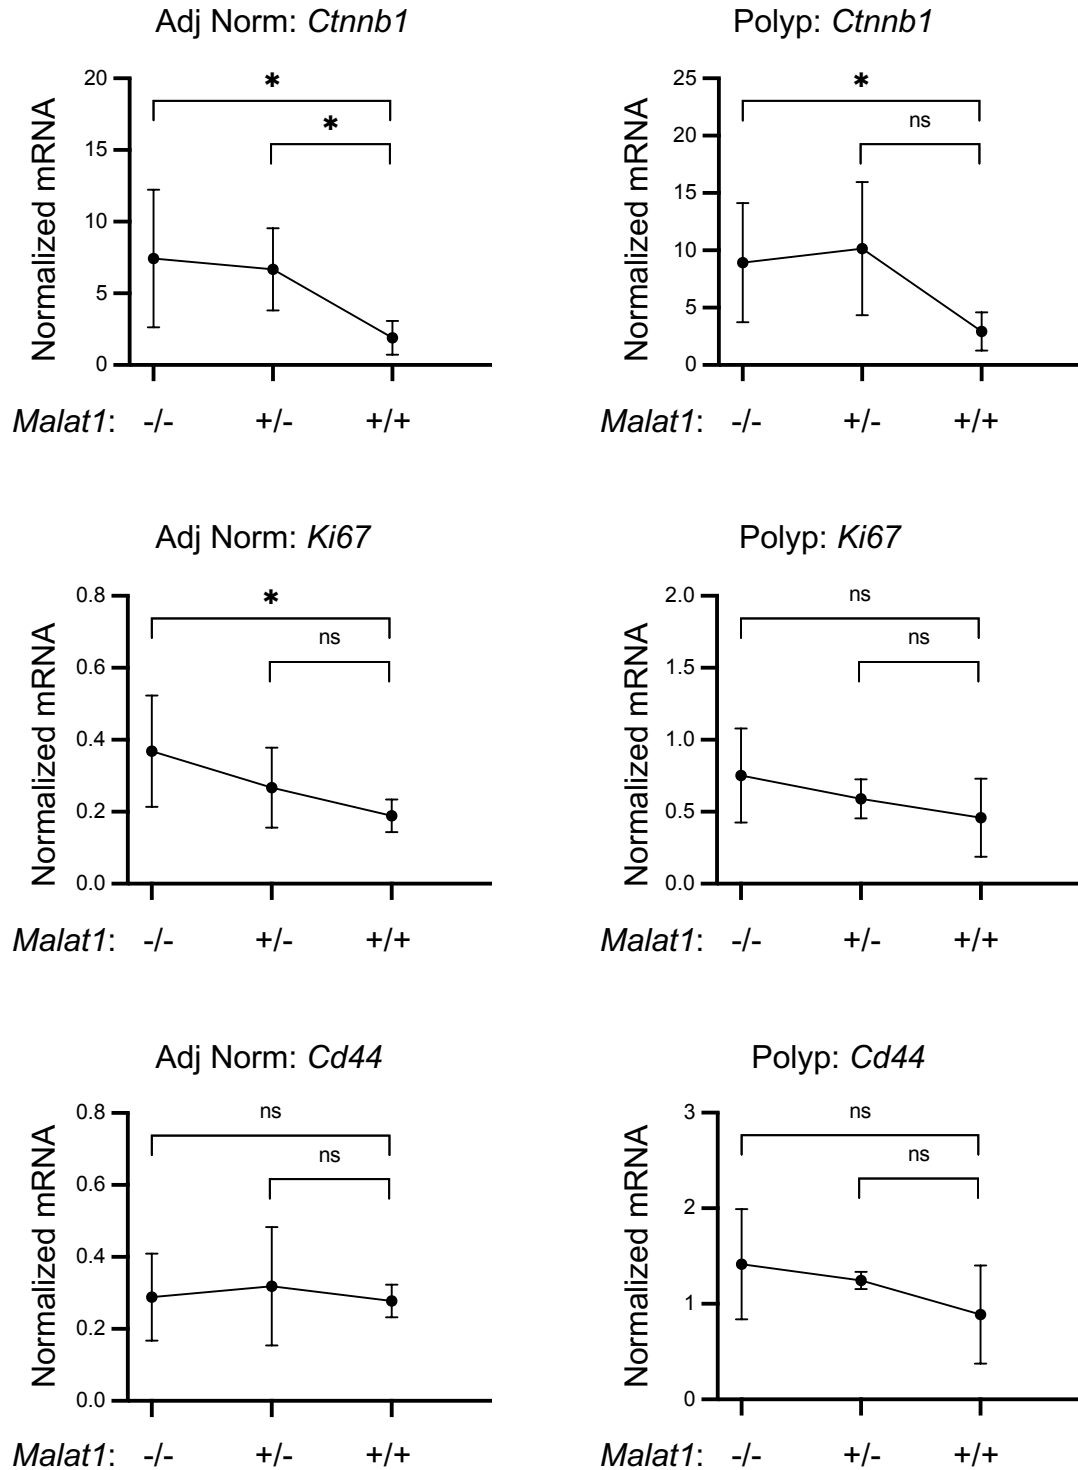 Adj Norm: Ctnnb1
Normalized mRNA
20
15
10
5
0
*
*
Malat1: -/- +/- +/+
Polyp: Ctnnb1
Normalized mRNA
25
20
15
10
5
0
*
ns
Malat1: -/- +/- +/+
Adj Norm: Ki67
Normalized mRNA
0.8
0.6
0.4
0.2
0.0
*
ns
Malat1: -/- +/- +/+
Polyp: Ki67
Normalized mRNA
2.0
1.5
1.0
0.5
0.0
ns
ns
Malat1: -/- +/- +/+
Adj Norm: Cd44
Normalized mRNA
0.8
0.6
0.4
0.2
0.0
ns
ns
Malat1: -/- +/- +/+
Polyp: Cd44
Normalized mRNA
3
2
1
0
ns
ns
Malat1: -/- +/- +/+